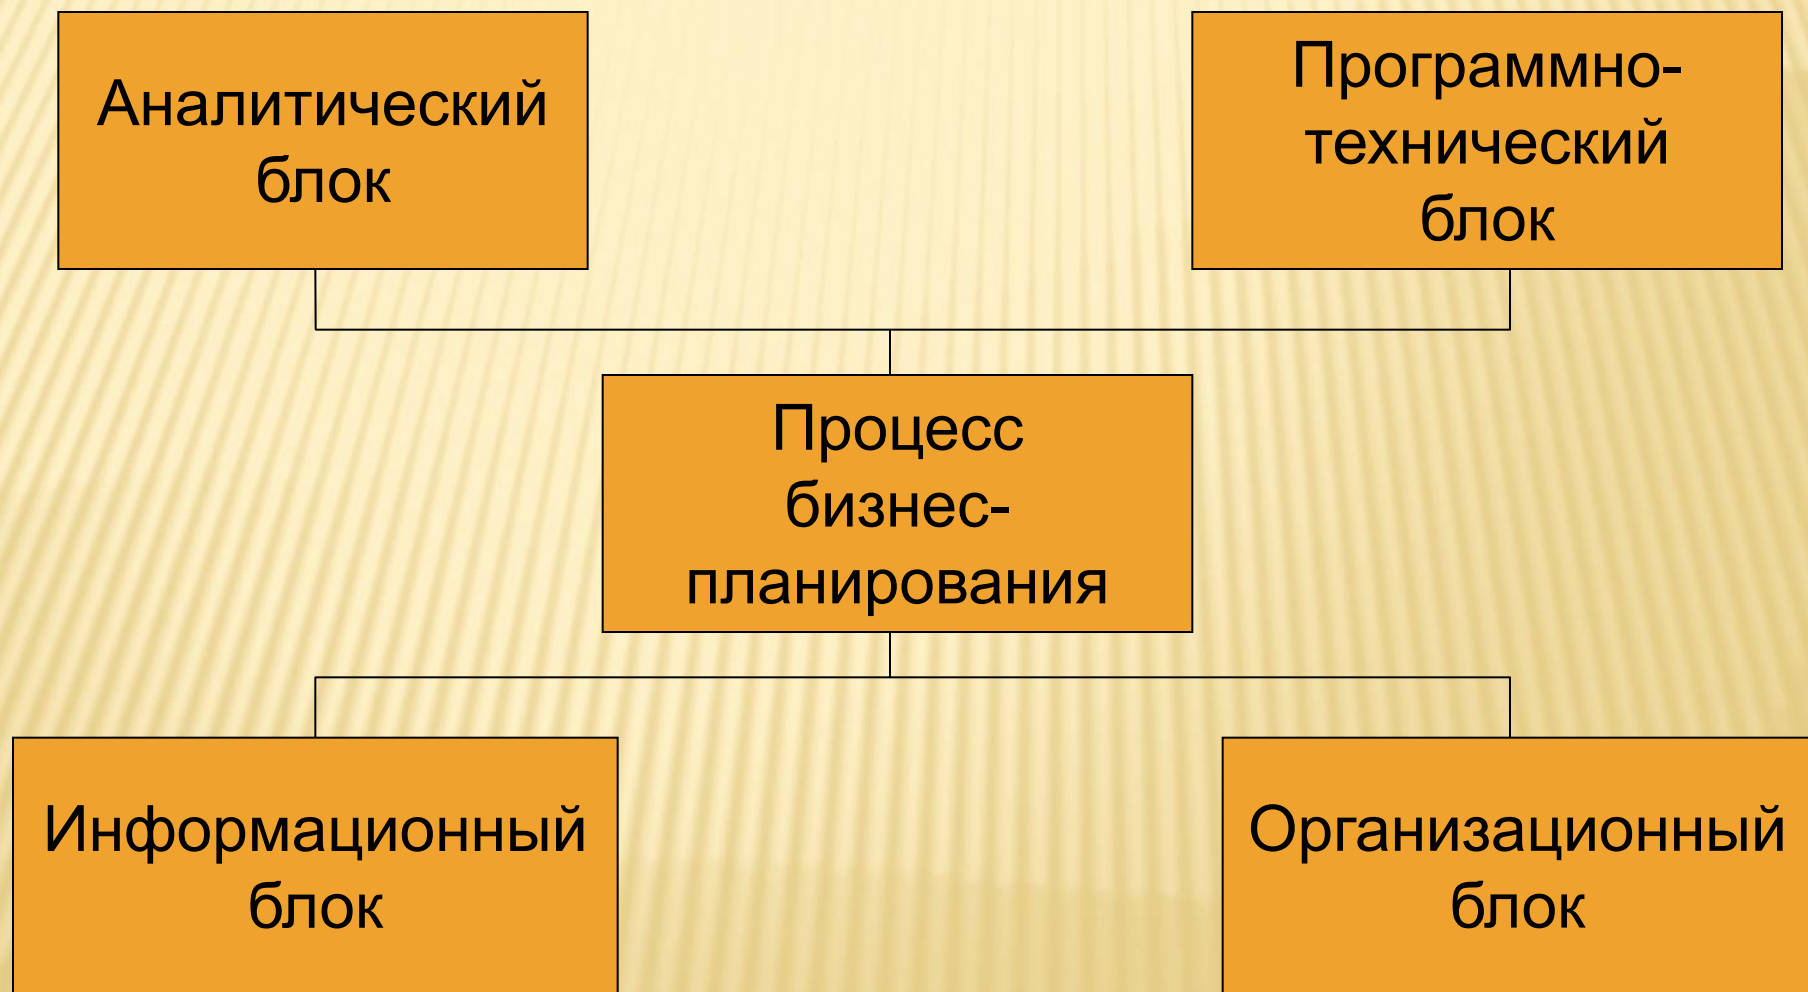 Аналитический
блок
Программно-
технический
блок
Процесс
бизнес-
планирования
Информационный
блок
Организационный
блок